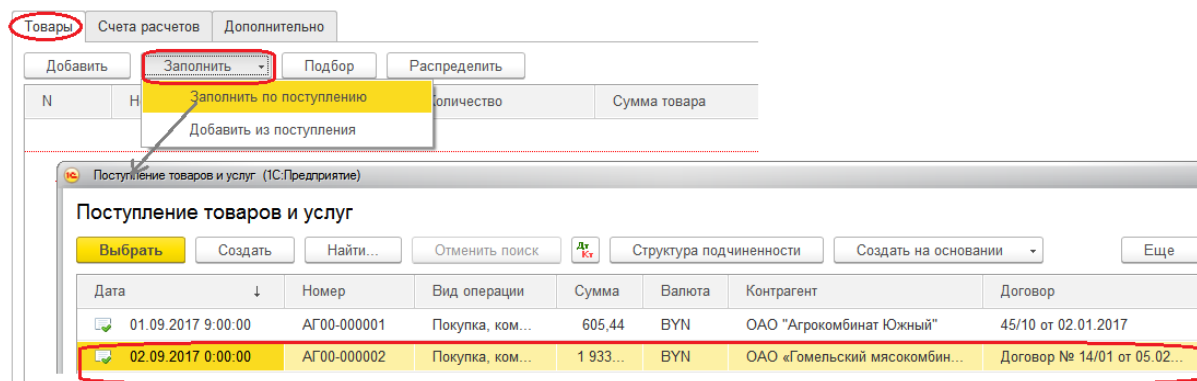 Товары Счета расчетов Дополнительно
Добавить Заполнить Подбор Распределить
N Н Количество Сумма товара
Заполнить по поступлению
Добавить из поступления
1С Поступление товаров и услуг (1С:Предприятие)
Поступление товаров и услуг
Выбрать Создать Найти... Отменить поиск Дт Кт Структура подчиненности Создать на основании Еще
Дата ↓ Номер Вид операции Сумма Валюта Контрагент Договор
01.09.2017 9:00:00 АГ00-000001 Покупка, ком... 605,44 BYN ОАО "Агрокомбинат Южный" 45/10 от 02.01.2017
02.09.2017 0:00:00 АГ00-000002 Покупка, ком... 1 933... BYN ОАО «Гомельский мясокомбин... Договор № 14/01 от 05.02...